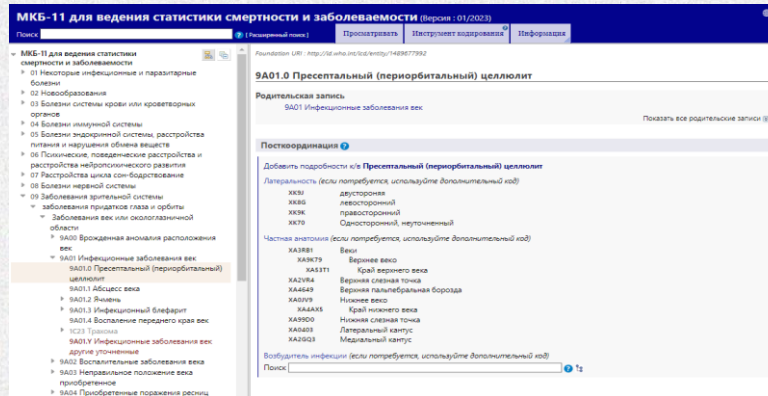 МКБ-11 для ведения статистики смертности и заболеваемости (Версия : 01/2023)
Поиск [ Расширенный поиск ] Просматривать Инструмент кодирования Информация
МКБ-11 для ведения статистики смертности и заболеваемости
01 Некоторые инфекционные и паразитарные болезни
02 Новообразования
03 Болезни системы крови или кроветворных органов
04 Болезни иммунной системы
05 Болезни эндокринной системы, расстройства питания и нарушения обмена веществ
06 Психические, поведенческие расстройства и расстройства нейропсихического развития
07 Расстройства цикла сон-бодрствование
08 Болезни нервной системы
09 Заболевания зрительной системы
заболевания придатков глаза и орбиты
Заболевания век или окологлазничной области
9A00 Врожденная аномалия расположения век
9A01 Инфекционные заболевания век
9A01.0 Пресептальный (периорбитальный) целлюлит
9A01.1 Абсцесс века
9A01.2 Ячмень
9A01.3 Инфекционный блефарит
9A01.4 Воспаление переднего края век
1C23 Трахома
9A01.Y Инфекционные заболевания век другие уточненные
9A02 Воспалительные заболевания века
9A03 Неправильное положение века приобретенное
9A04 Приобретенные поражения ресниц
Foundation URI : http://id.who.int/icd/entity/1489677992
9A01.0 Пресептальный (периорбитальный) целлюлит
Родительская запись
9A01 Инфекционные заболевания век
Показать все родительские записи
Посткоординация
Добавить подробности к/в Пресептальный (периорбитальный) целлюлит
Латеральность (если потребуется, используйте дополнительный код)
XK9J двустороняя
XK8G левосторонний
XK9K правосторонний
XK70 Односторонний, неуточненный
Частная анатомия (если потребуется, используйте дополнительный код)
XA3RB1 Веки
XA9K79 Верхнее веко
XA53T1 Край верхнего века
XA2VR4 Верхняя слезная точка
XA4649 Верхняя пальпебральная борозда
XA0JV9 Нижнее веко
XA4AX5 Край нижнего века
XA99D0 Нижняя слезная точка
XA0403 Латеральный кантус
XA2GQ3 Медиальный кантус
Возбудитель инфекции (если потребуется, используйте дополнительный код)
Поиск